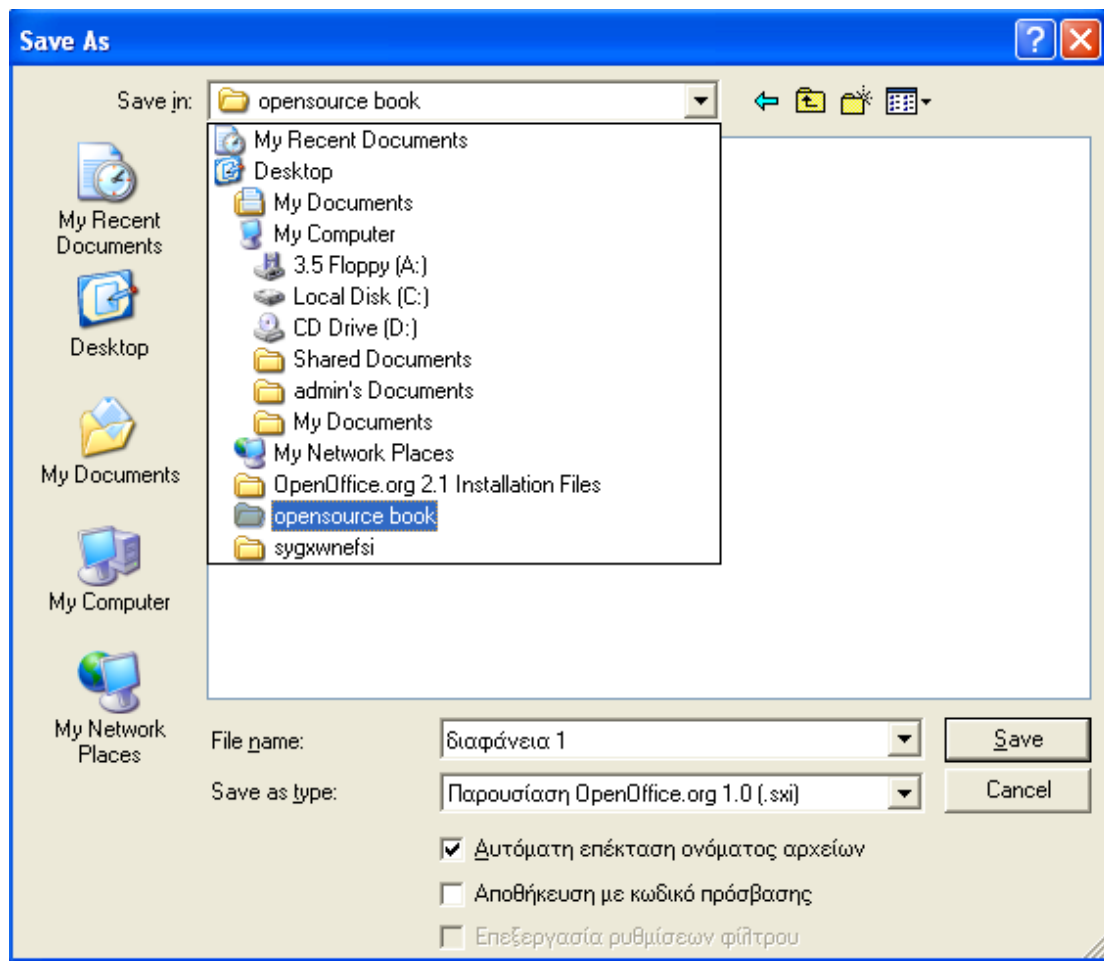 Save As
Save in:
opensource book
My Recent Documents
Desktop
My Documents
My Computer
3.5 Floppy (A:)
Local Disk (C:)
CD Drive (D:)
Shared Documents
admin's Documents
My Documents
My Network Places
OpenOffice.org 2.1 Installation Files
opensource book
sygxwnefsi
My Recent
Documents
Desktop
My Documents
My Computer
My Network
Places
File name:
διαφάνεια 1
Save
Save as type:
Παρουσίαση OpenOffice.org 1.0 (.sxi)
Cancel
Αυτόματη επέκταση ονόματος αρχείων
Αποθήκευση με κωδικό πρόσβασης
Επεξεργασία ρυθμίσεων φίλτρου